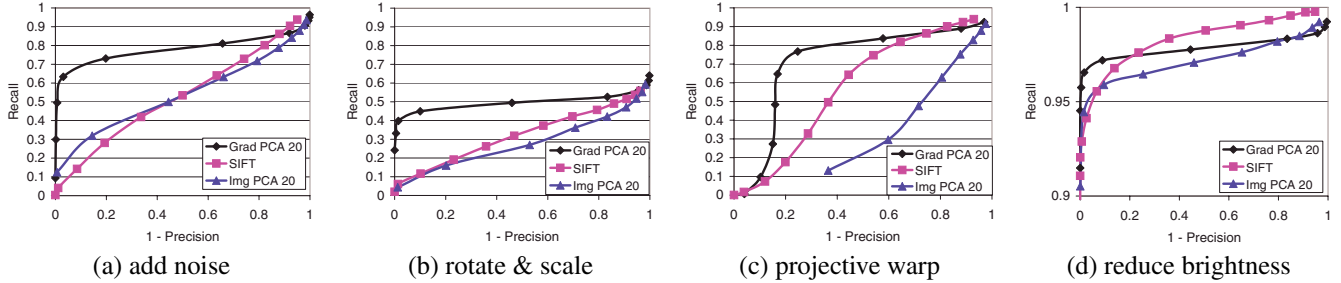 1
0.9
0.8
0.7
0.6
0.5
0.4
0.3
0.2
0.1
0
Recall
0 0.2 0.4 0.6 0.8 1
1 - Precision
Grad PCA 20
SIFT
Img PCA 20
(a) add noise
1
0.9
0.8
0.7
0.6
0.5
0.4
0.3
0.2
0.1
0
Recall
0 0.2 0.4 0.6 0.8 1
1 - Precision
Grad PCA 20
SIFT
Img PCA 20
(b) rotate & scale
1
0.9
0.8
0.7
0.6
0.5
0.4
0.3
0.2
0.1
0
Recall
0 0.2 0.4 0.6 0.8 1
1 - Precision
Grad PCA 20
SIFT
Img PCA 20
(c) projective warp
1
0.95
0.9
Recall
0 0.2 0.4 0.6 0.8 1
1 - Precision
Grad PCA 20
SIFT
Img PCA 20
(d) reduce brightness